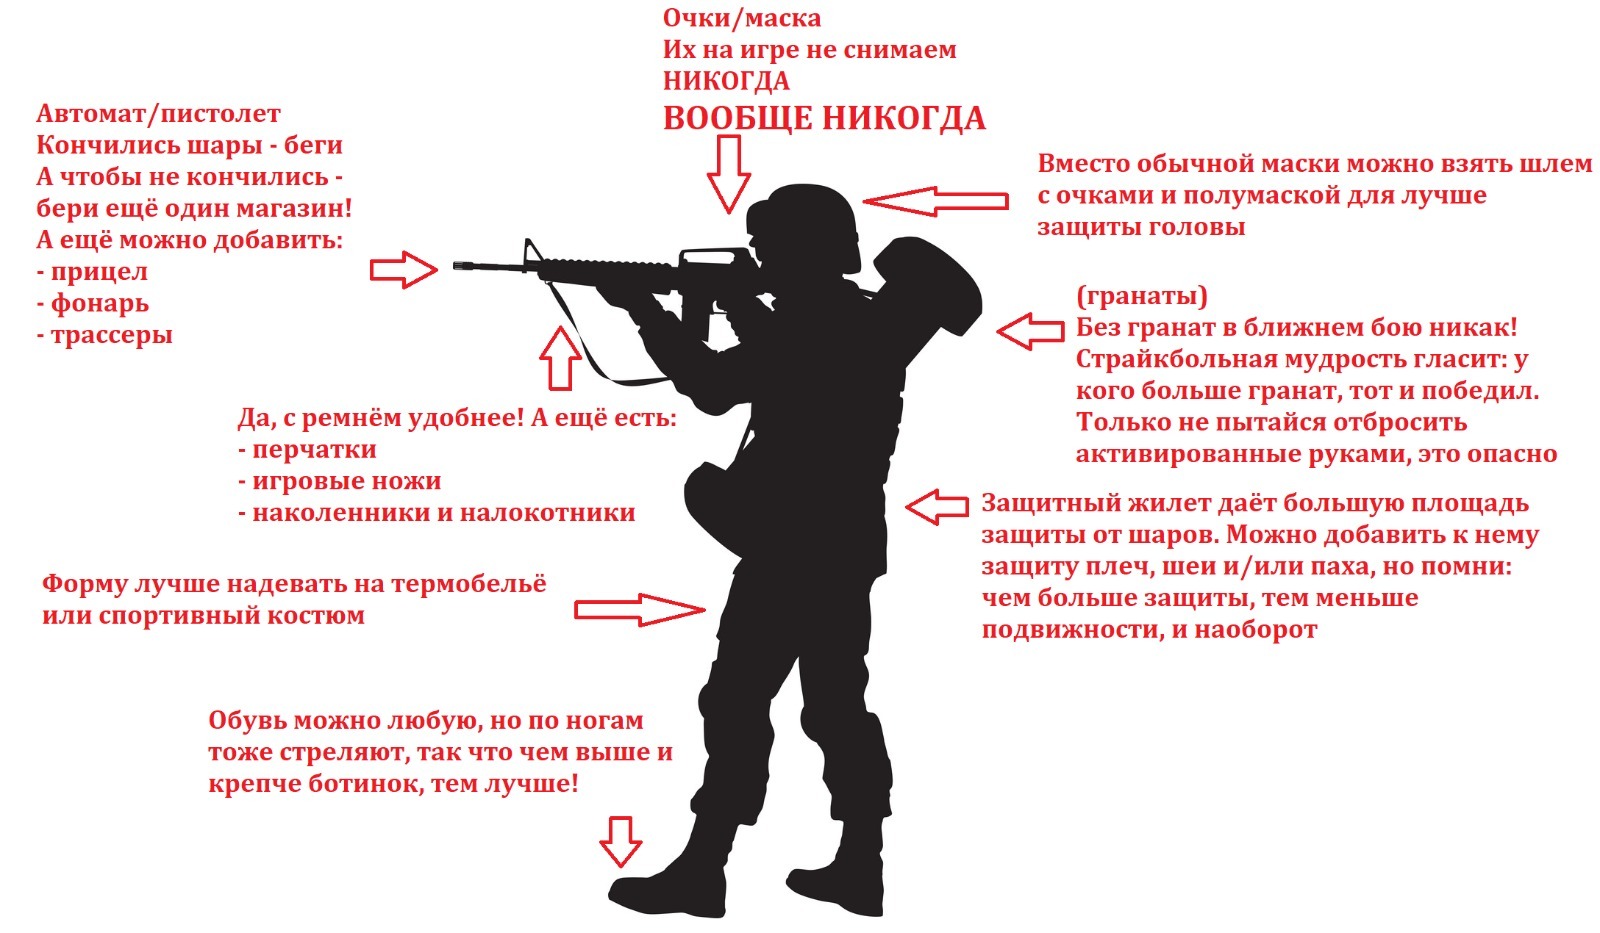 Очки/маска
Их на игре не снимаем
НИКОГДА
ВООБЩЕ НИКОГДА
Автомат/пистолет
Кончились шары - беги
А чтобы не кончились -
бери ещё один магазин!
А ещё можно добавить:
- прицел
- фонарь
- трассеры
Вместо обычной маски можно взять шлем
с очками и полумаской для лучше
защиты головы
(гранаты)
Без гранат в ближнем бою никак!
Страйкбольная мудрость гласит: у
кого больше гранат, тот и победил.
Только не пытайся отбросить
активированные руками, это опасно
Да, с ремнём удобнее! А ещё есть:
- перчатки
- игровые ножи
- наколенники и налокотники
Защитный жилет даёт большую площадь
защиты от шаров. Можно добавить к нему
защиту плеч, шеи и/или паха, но помни:
чем больше защиты, тем меньше
подвижности, и наоборот
Форму лучше надевать на термобельё
или спортивный костюм
Обувь можно любую, но по ногам
тоже стреляют, так что чем выше и
крепче ботинок, тем лучше!